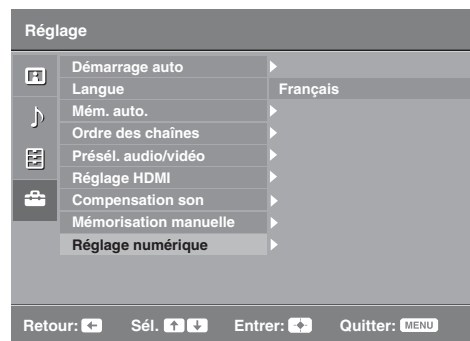 Réglage
Démarrage auto
Langue Français
Mém. auto.
Ordre des chaînes
Présél. audio/vidéo
Réglage HDMI
Compensation son
Mémorisation manuelle
Réglage numérique
Retour: Sél. Entrer: Quitter: MENU